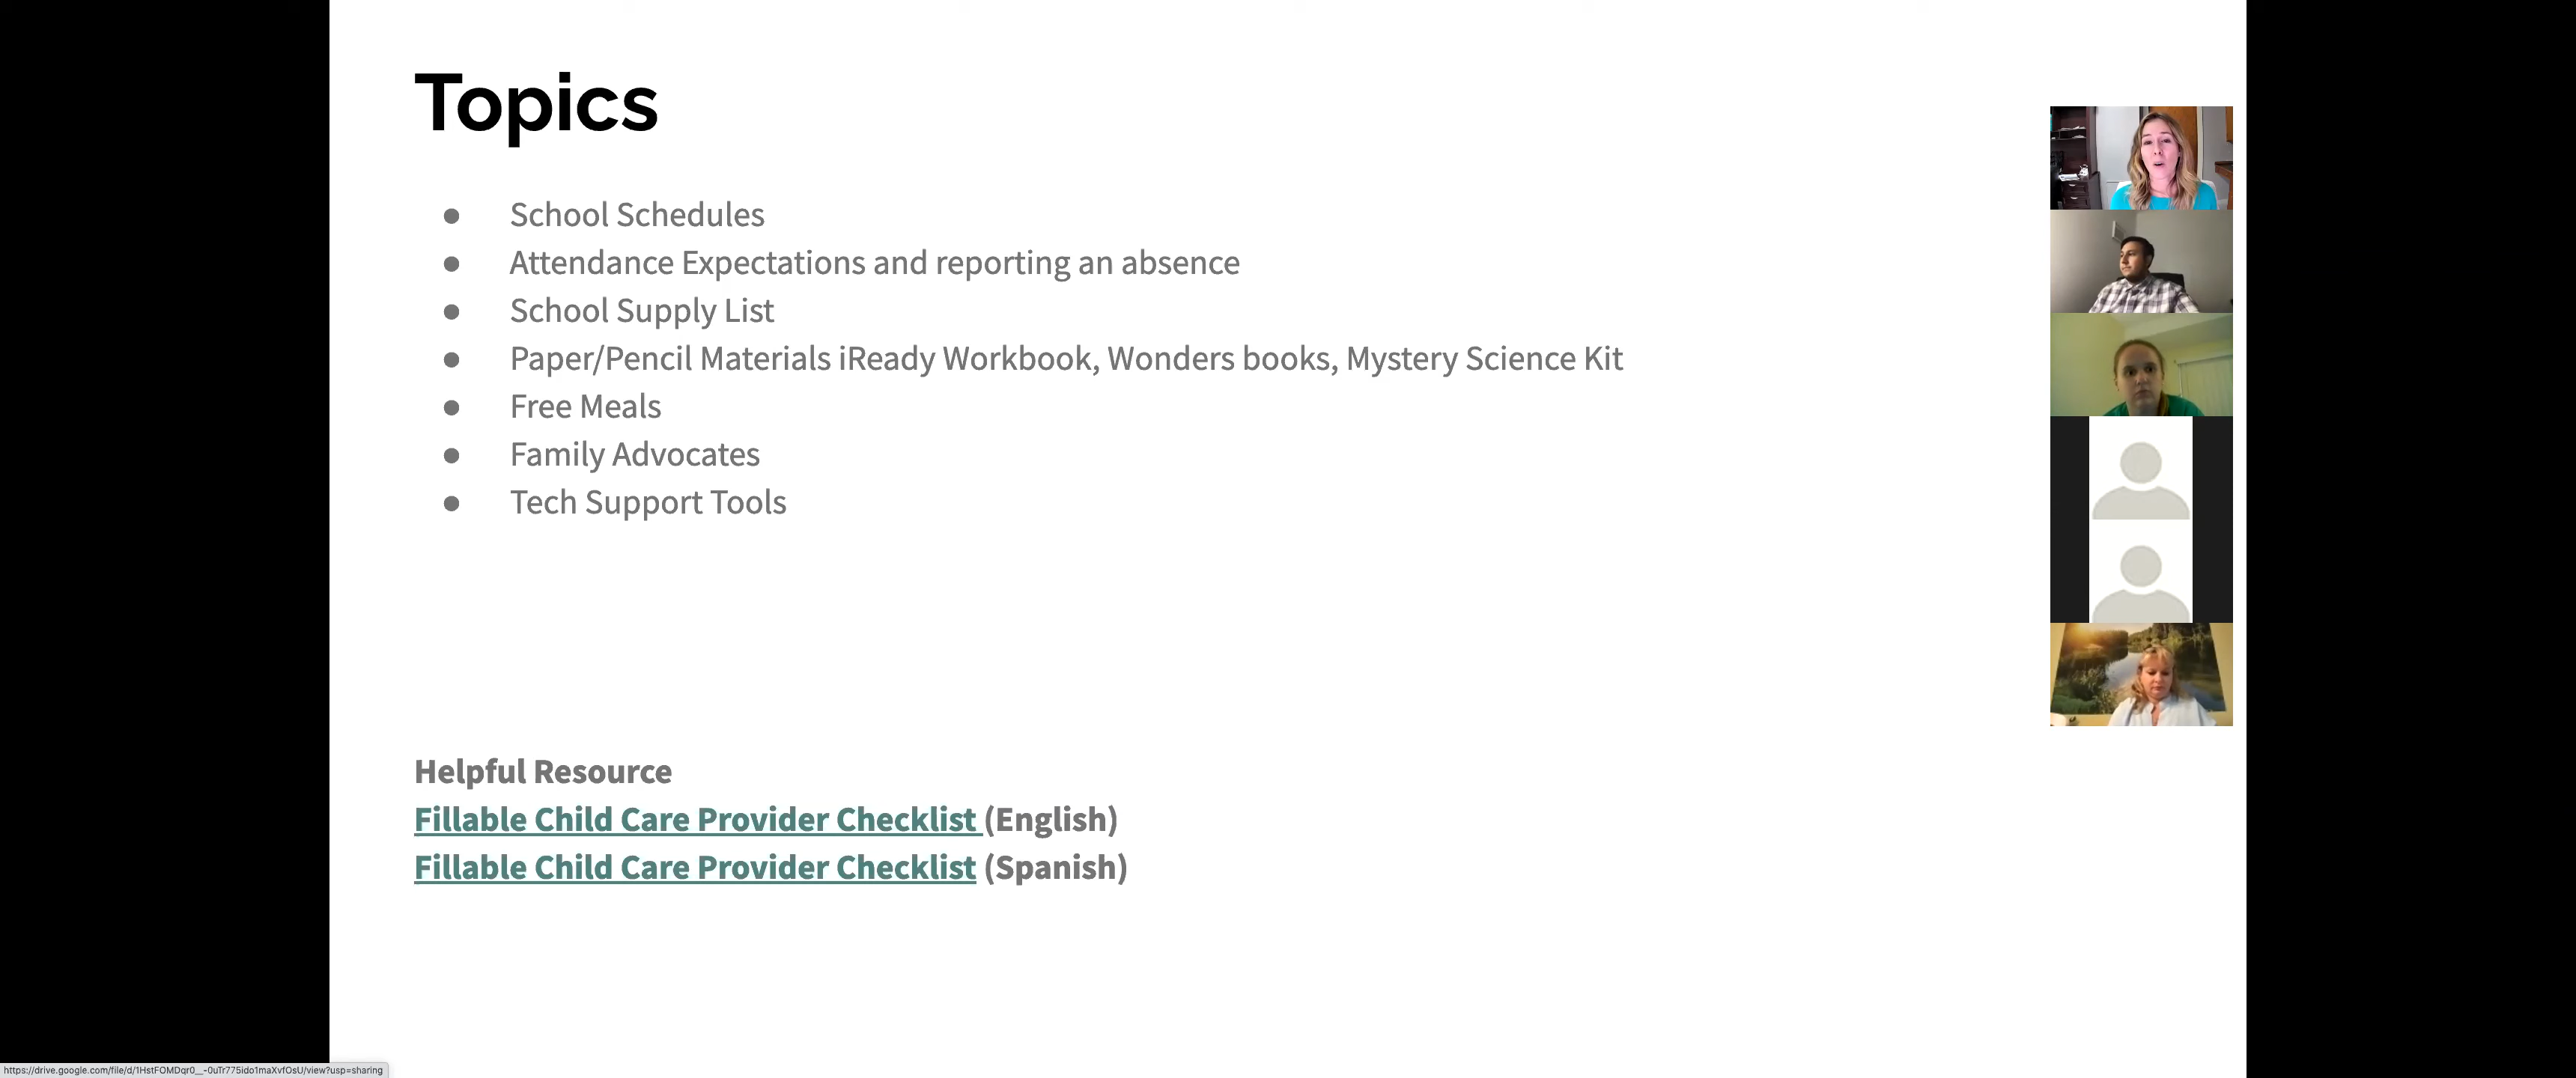 Topics
● School Schedules
● Attendance Expectations and reporting an absence
● School Supply List
● Paper/Pencil Materials iReady Workbook, Wonders books, Mystery Science Kit
● Free Meals
● Family Advocates
● Tech Support Tools
Helpful Resource
Fillable Child Care Provider Checklist (English)
Fillable Child Care Provider Checklist (Spanish)
https://drive.google.com/file/d/1HstFOMDqr0__-0uTr775ido1maXvfOsU/view?usp=sharing